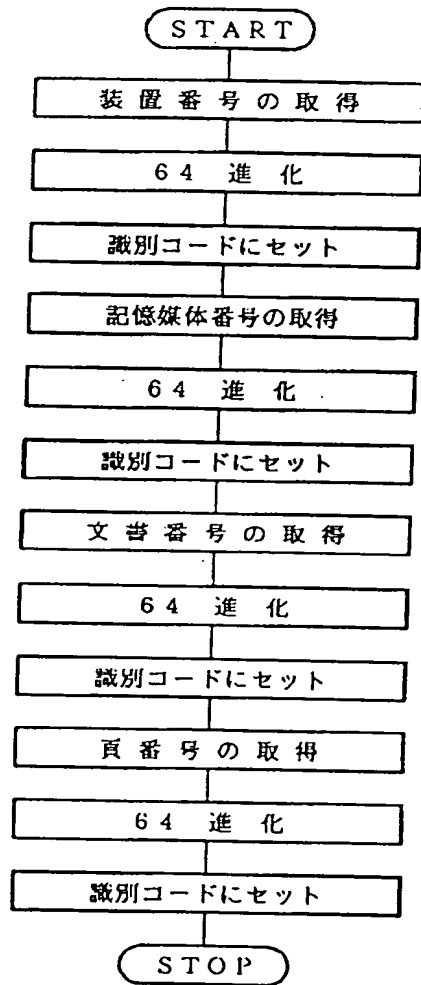 START
装置番号の取得
64進化
識別コードにセット
記憶媒体番号の取得
64進化
識別コードにセット
文書番号の取得
64進化
識別コードにセット
頁番号の取得
64進化
識別コードにセット
STOP